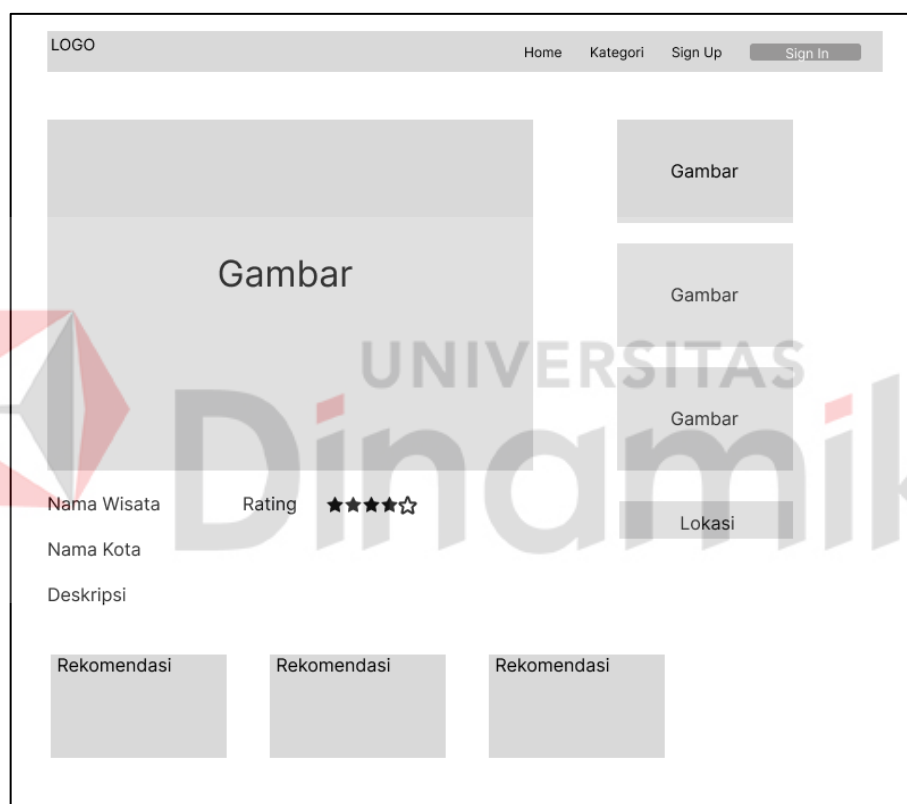 LOGO
Home Kategori Sign Up Sign In
Gambar
Gambar
Gambar
Gambar
UNIVERSITAS
Dinamik
Nama Wisata Rating
Lokasi
Nama Kota
Deskripsi
Rekomendasi Rekomendasi Rekomendasi